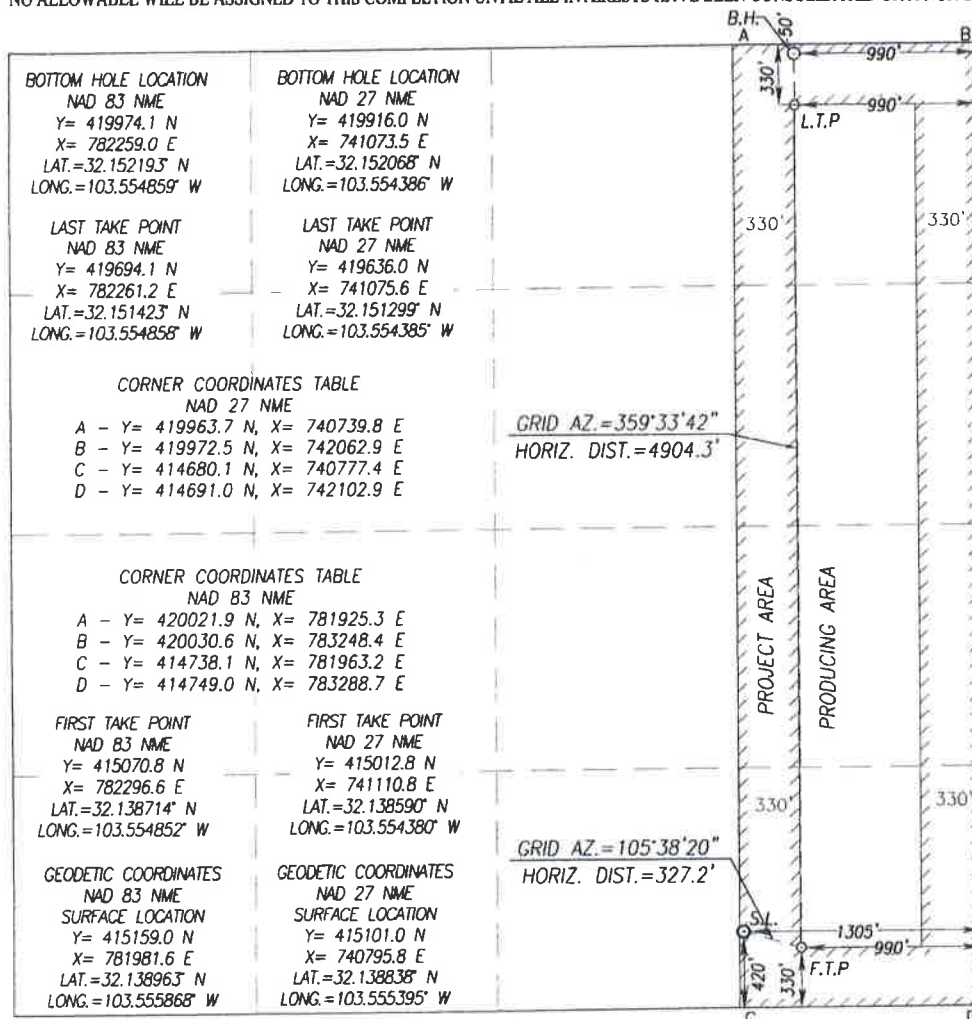 BOTTOM HOLE LOCATION
NAD 83 NME
Y= 419974.1 N
X= 782259.0 E
LAT.=32.152193° N
LONG.=103.554859° W
BOTTOM HOLE LOCATION
NAD 27 NME
Y= 419916.0 N
X= 741073.5 E
LAT.=32.152068° N
LONG.=103.554386° W
LAST TAKE POINT
NAD 83 NME
Y= 419694.1 N
X= 782261.2 E
LAT.=32.151423° N
LONG.=103.554858° W
LAST TAKE POINT
NAD 27 NME
Y= 419636.0 N
X= 741075.6 E
LAT.=32.151299° N
LONG.=103.554385° W
CORNER COORDINATES TABLE
NAD 27 NME
A - Y= 419963.7 N, X= 740739.8 E
B - Y= 419972.5 N, X= 742062.9 E
C - Y= 414680.1 N, X= 740777.4 E
D - Y= 414691.0 N, X= 742102.9 E
CORNER COORDINATES TABLE
NAD 83 NME
A - Y= 420021.9 N, X= 781925.3 E
B - Y= 420030.6 N, X= 783248.4 E
C - Y= 414738.1 N, X= 781963.2 E
D - Y= 414749.0 N, X= 783288.7 E
FIRST TAKE POINT
NAD 83 NME
Y= 415070.8 N
X= 782296.6 E
LAT.=32.138714° N
LONG.=103.554852° W
FIRST TAKE POINT
NAD 27 NME
Y= 415012.8 N
X= 741110.8 E
LAT.=32.138590° N
LONG.=103.554380° W
GEODETIC COORDINATES
NAD 83 NME
SURFACE LOCATION
Y= 415159.0 N
X= 781981.6 E
LAT.=32.138963° N
LONG.=103.555868° W
GEODETIC COORDINATES
NAD 27 NME
SURFACE LOCATION
Y= 415101.0 N
X= 740795.8 E
LAT.=32.138838° N
LONG.=103.555395° W
GRID AZ.=359°33'42"
HORIZ. DIST.=4904.3'
GRID AZ.=105°38'20"
HORIZ. DIST.=327.2'
B.H.
50'
A
B
990'
330'
990'
L.T.P
330'
330'
PROJECT AREA
PRODUCING AREA
330'
330'
S.L.
1305'
990'
F.T.P
420'
330'